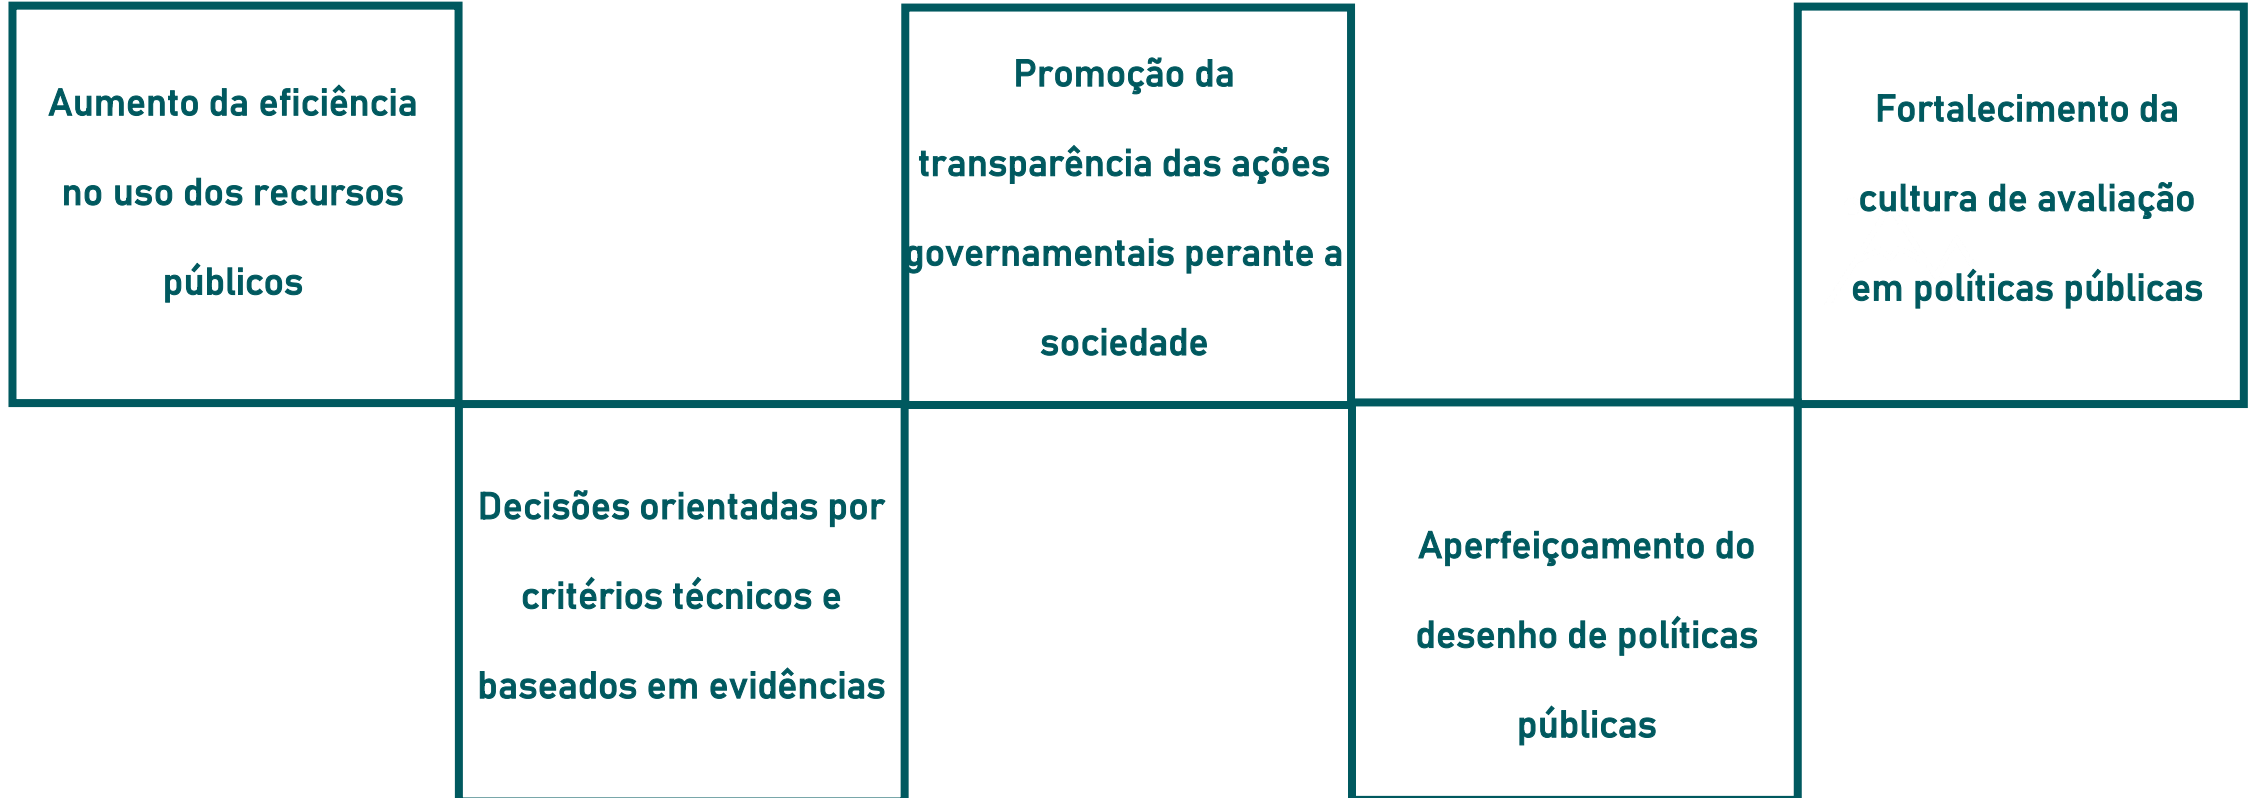 Aumento da eficiência
no uso dos recursos
públicos
Decisões orientadas por
critérios técnicos e
baseados em evidências
Promoção da
transparência das ações
governamentais perante a
sociedade
Aperfeiçoamento do
desenho de políticas
públicas
Fortalecimento da
cultura de avaliação
em políticas públicas